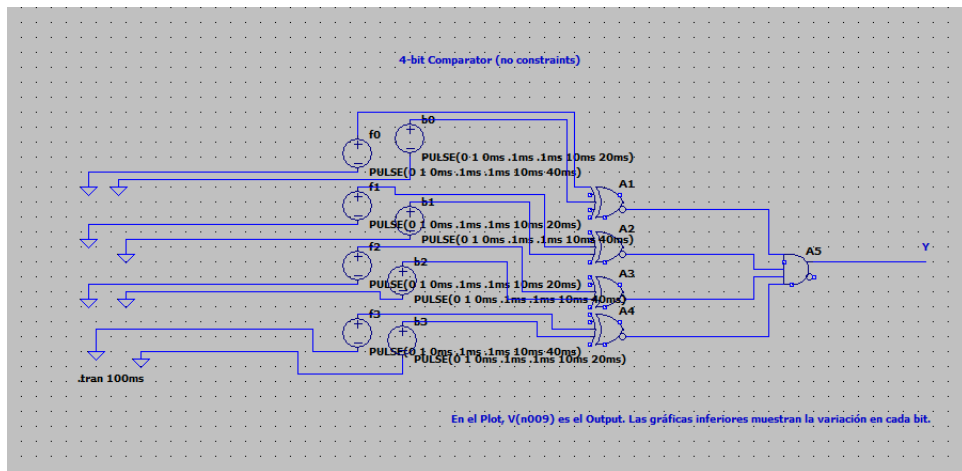 4-bit Comparator (no constraints)
b0
f0
PULSE(0 1 0ms .1ms .1ms 10ms 20ms)
PULSE(0 1 0ms .1ms .1ms 10ms 40ms)
A1
f1
b1
PULSE(0 1 0ms .1ms .1ms 10ms 20ms)
A2
PULSE(0 1 0ms .1ms .1ms 10ms 40ms)
f2
A5
Y
b2
A3
PULSE(0 1 0ms .1ms .1ms 10ms 20ms)
PULSE(0 1 0ms .1ms .1ms 10ms 40ms)
f3
A4
b3
PULSE(0 1 0ms .1ms .1ms 10ms 40ms)
PULSE(0 1 0ms .1ms .1ms 10ms 20ms)
.tran 100ms
En el Plot, V(n009) es el Output. Las gráficas inferiores muestran la variación en cada bit.